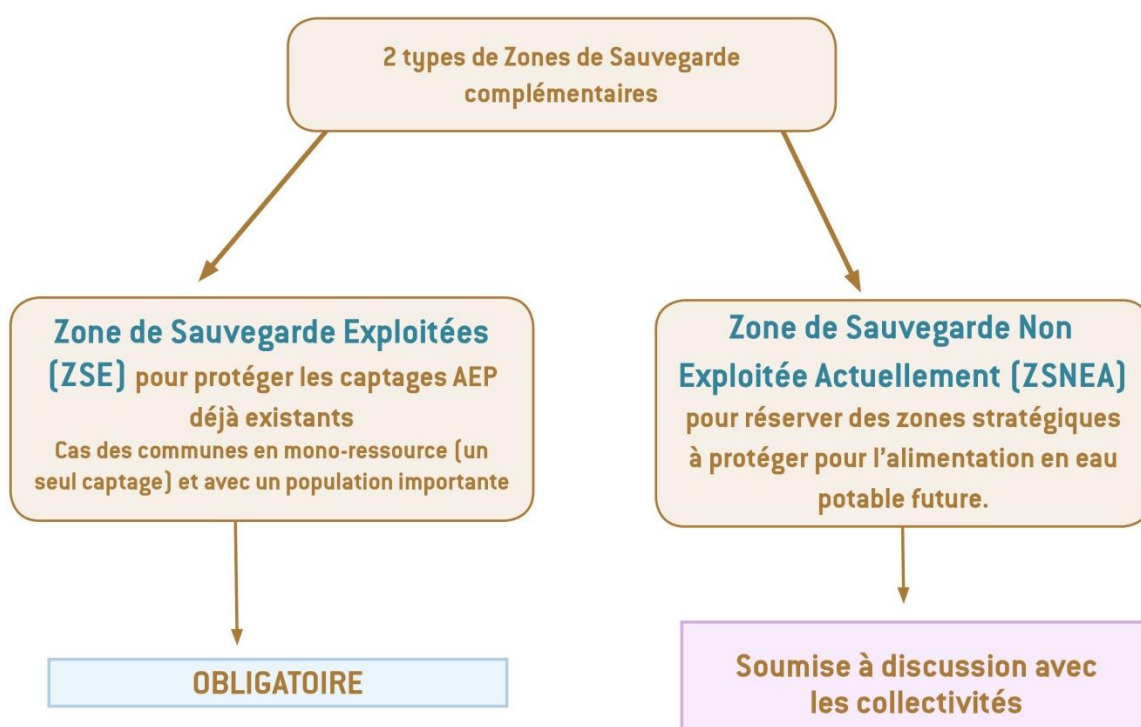 2 types de Zones de Sauvegarde
complémentaires
Zone de Sauvegarde Exploitées
(ZSE) pour protéger les captages AEP
déjà existants
Cas des communes en mono-ressource (un
seul captage) et avec un population importante
Zone de Sauvegarde Non
Exploitée Actuellement (ZSNEA)
pour réserver des zones stratégiques
à protéger pour l'alimentation en eau
potable future.
OBLIGATOIRE
Soumise à discussion avec
les collectivités